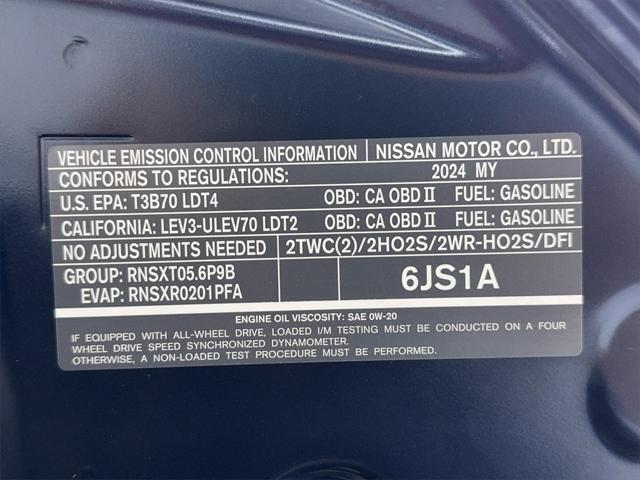 VEHICLE EMISSION CONTROL INFORMATION NISSAN MOTOR CO., LTD.
CONFORMS TO REGULATIONS: 2024 MY
U.S. EPA: T3B70 LDT4 OBD: CA OBD II FUEL: GASOLINE
CALIFORNIA: LEV3-ULEV70 LDT2 OBD: CA OBD II FUEL: GASOLINE
NO ADJUSTMENTS NEEDED 2TWC(2)/2HO2S/2WR-HO2S/DFI
GROUP: RNSXT05.6P9B
EVAP: RNSXR0201PFA
6JS1A
ENGINE OIL VISCOSITY: SAE 0W-20
IF EQUIPPED WITH ALL-WHEEL DRIVE, LOADED I/M TESTING MUST BE CONDUCTED ON A FOUR
WHEEL DRIVE SPEED SYNCHRONIZED DYNAMOMETER.
OTHERWISE, A NON-LOADED TEST PROCEDURE MUST BE PERFORMED.